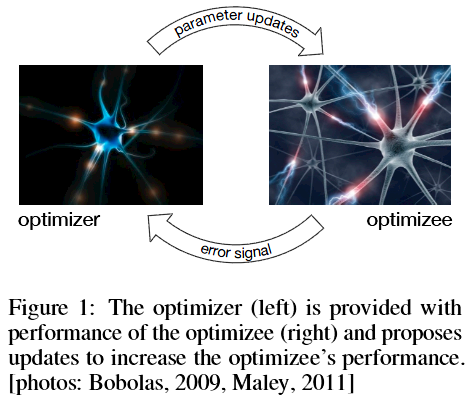 parameter updates
optimizer
optimizee
error signal
Figure 1: The optimizer (left) is provided with
performance of the optimizee (right) and proposes
updates to increase the optimizee's performance.
[photos: Bobolas, 2009, Maley, 2011]